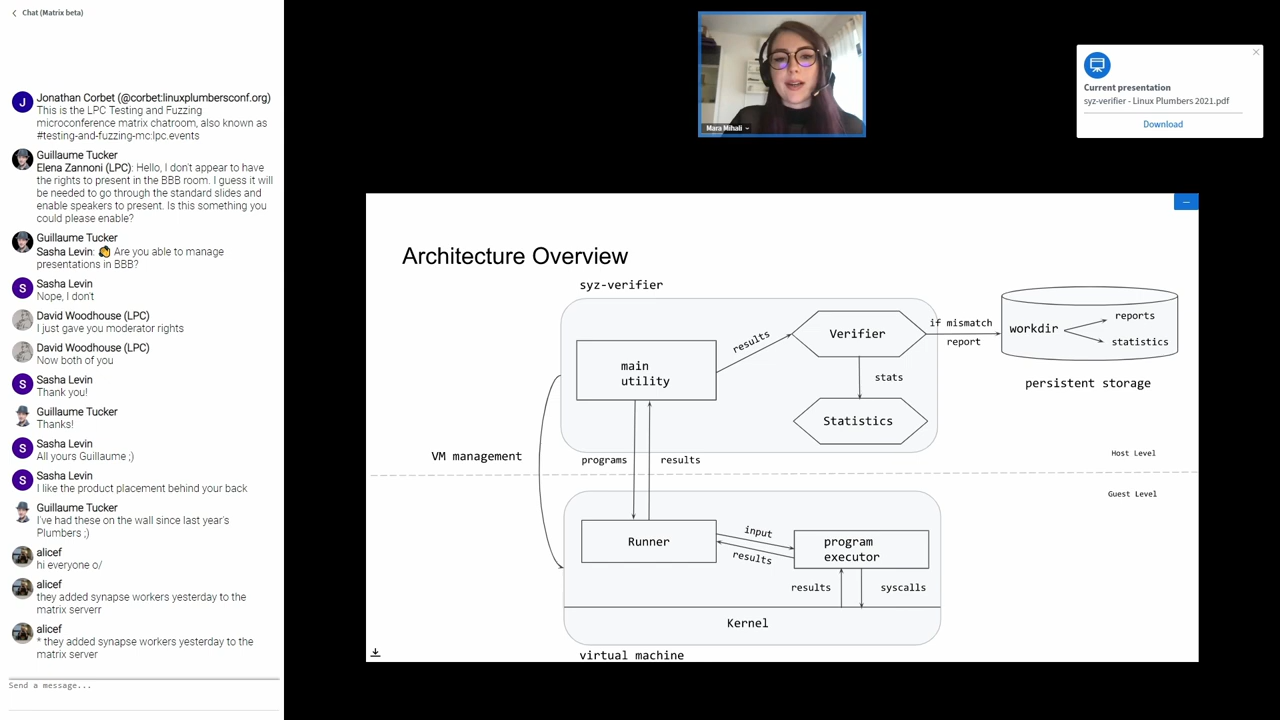 Chat (Matrix beta)
Jonathan Corbet (@corbet:linuxplumbersconf.org)
This is the LPC Testing and Fuzzing
microconference matrix chatroom, also known as
#testing-and-fuzzing-mc:lpc.events
Guillaume Tucker
Elena Zannoni (LPC): Hello, I don't appear to have
the rights to present in the BBB room. I guess it will
be needed to go through the standard slides and
enable speakers to present. Is this something you
could please enable?
Guillaume Tucker
Sasha Levin: 👏 Are you able to manage
presentations in BBB?
S
Sasha Levin
Nope, I don't
David Woodhouse (LPC)
I just gave you moderator rights
David Woodhouse (LPC)
Now both of you
S
Sasha Levin
Thank you!
Guillaume Tucker
Thanks!
S
Sasha Levin
All yours Guillaume ;)
S
Sasha Levin
I like the product placement behind your back
Guillaume Tucker
I've had these on the wall since last year's
Plumbers ;)
alicef
hi everyone o/
alicef
they added synapse workers yesterday to the
matrix serverr
alicef
* they added synapse workers yesterday to the
matrix server
Send a message...
J
Mara Mihali
Current presentation
syz-verifier - Linux Plumbers 2021.pdf
Download
Architecture Overview
syz-verifier
main
utility
results
Verifier
stats
Statistics
if mismatch
report
workdir
reports
statistics
persistent storage
VM management
programs
results
Host Level
Guest Level
Runner
input
results
program
executor
results
syscalls
Kernel
virtual machine